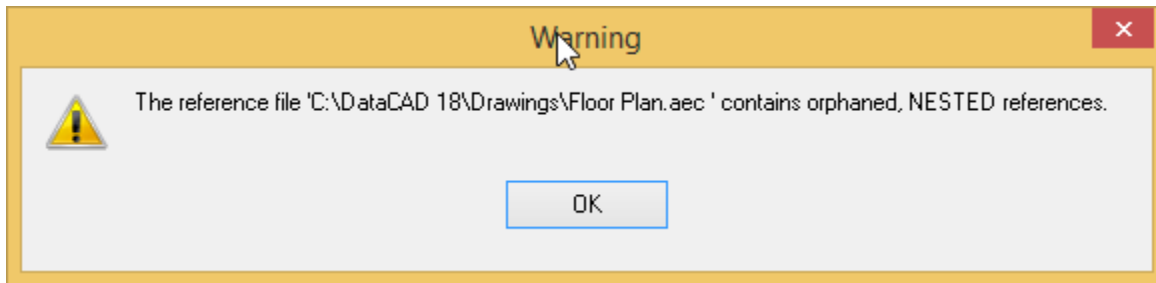 Warning
The reference file 'C:\DataCAD 18\Drawings\Floor Plan.aec ' contains orphaned, NESTED references.
OK